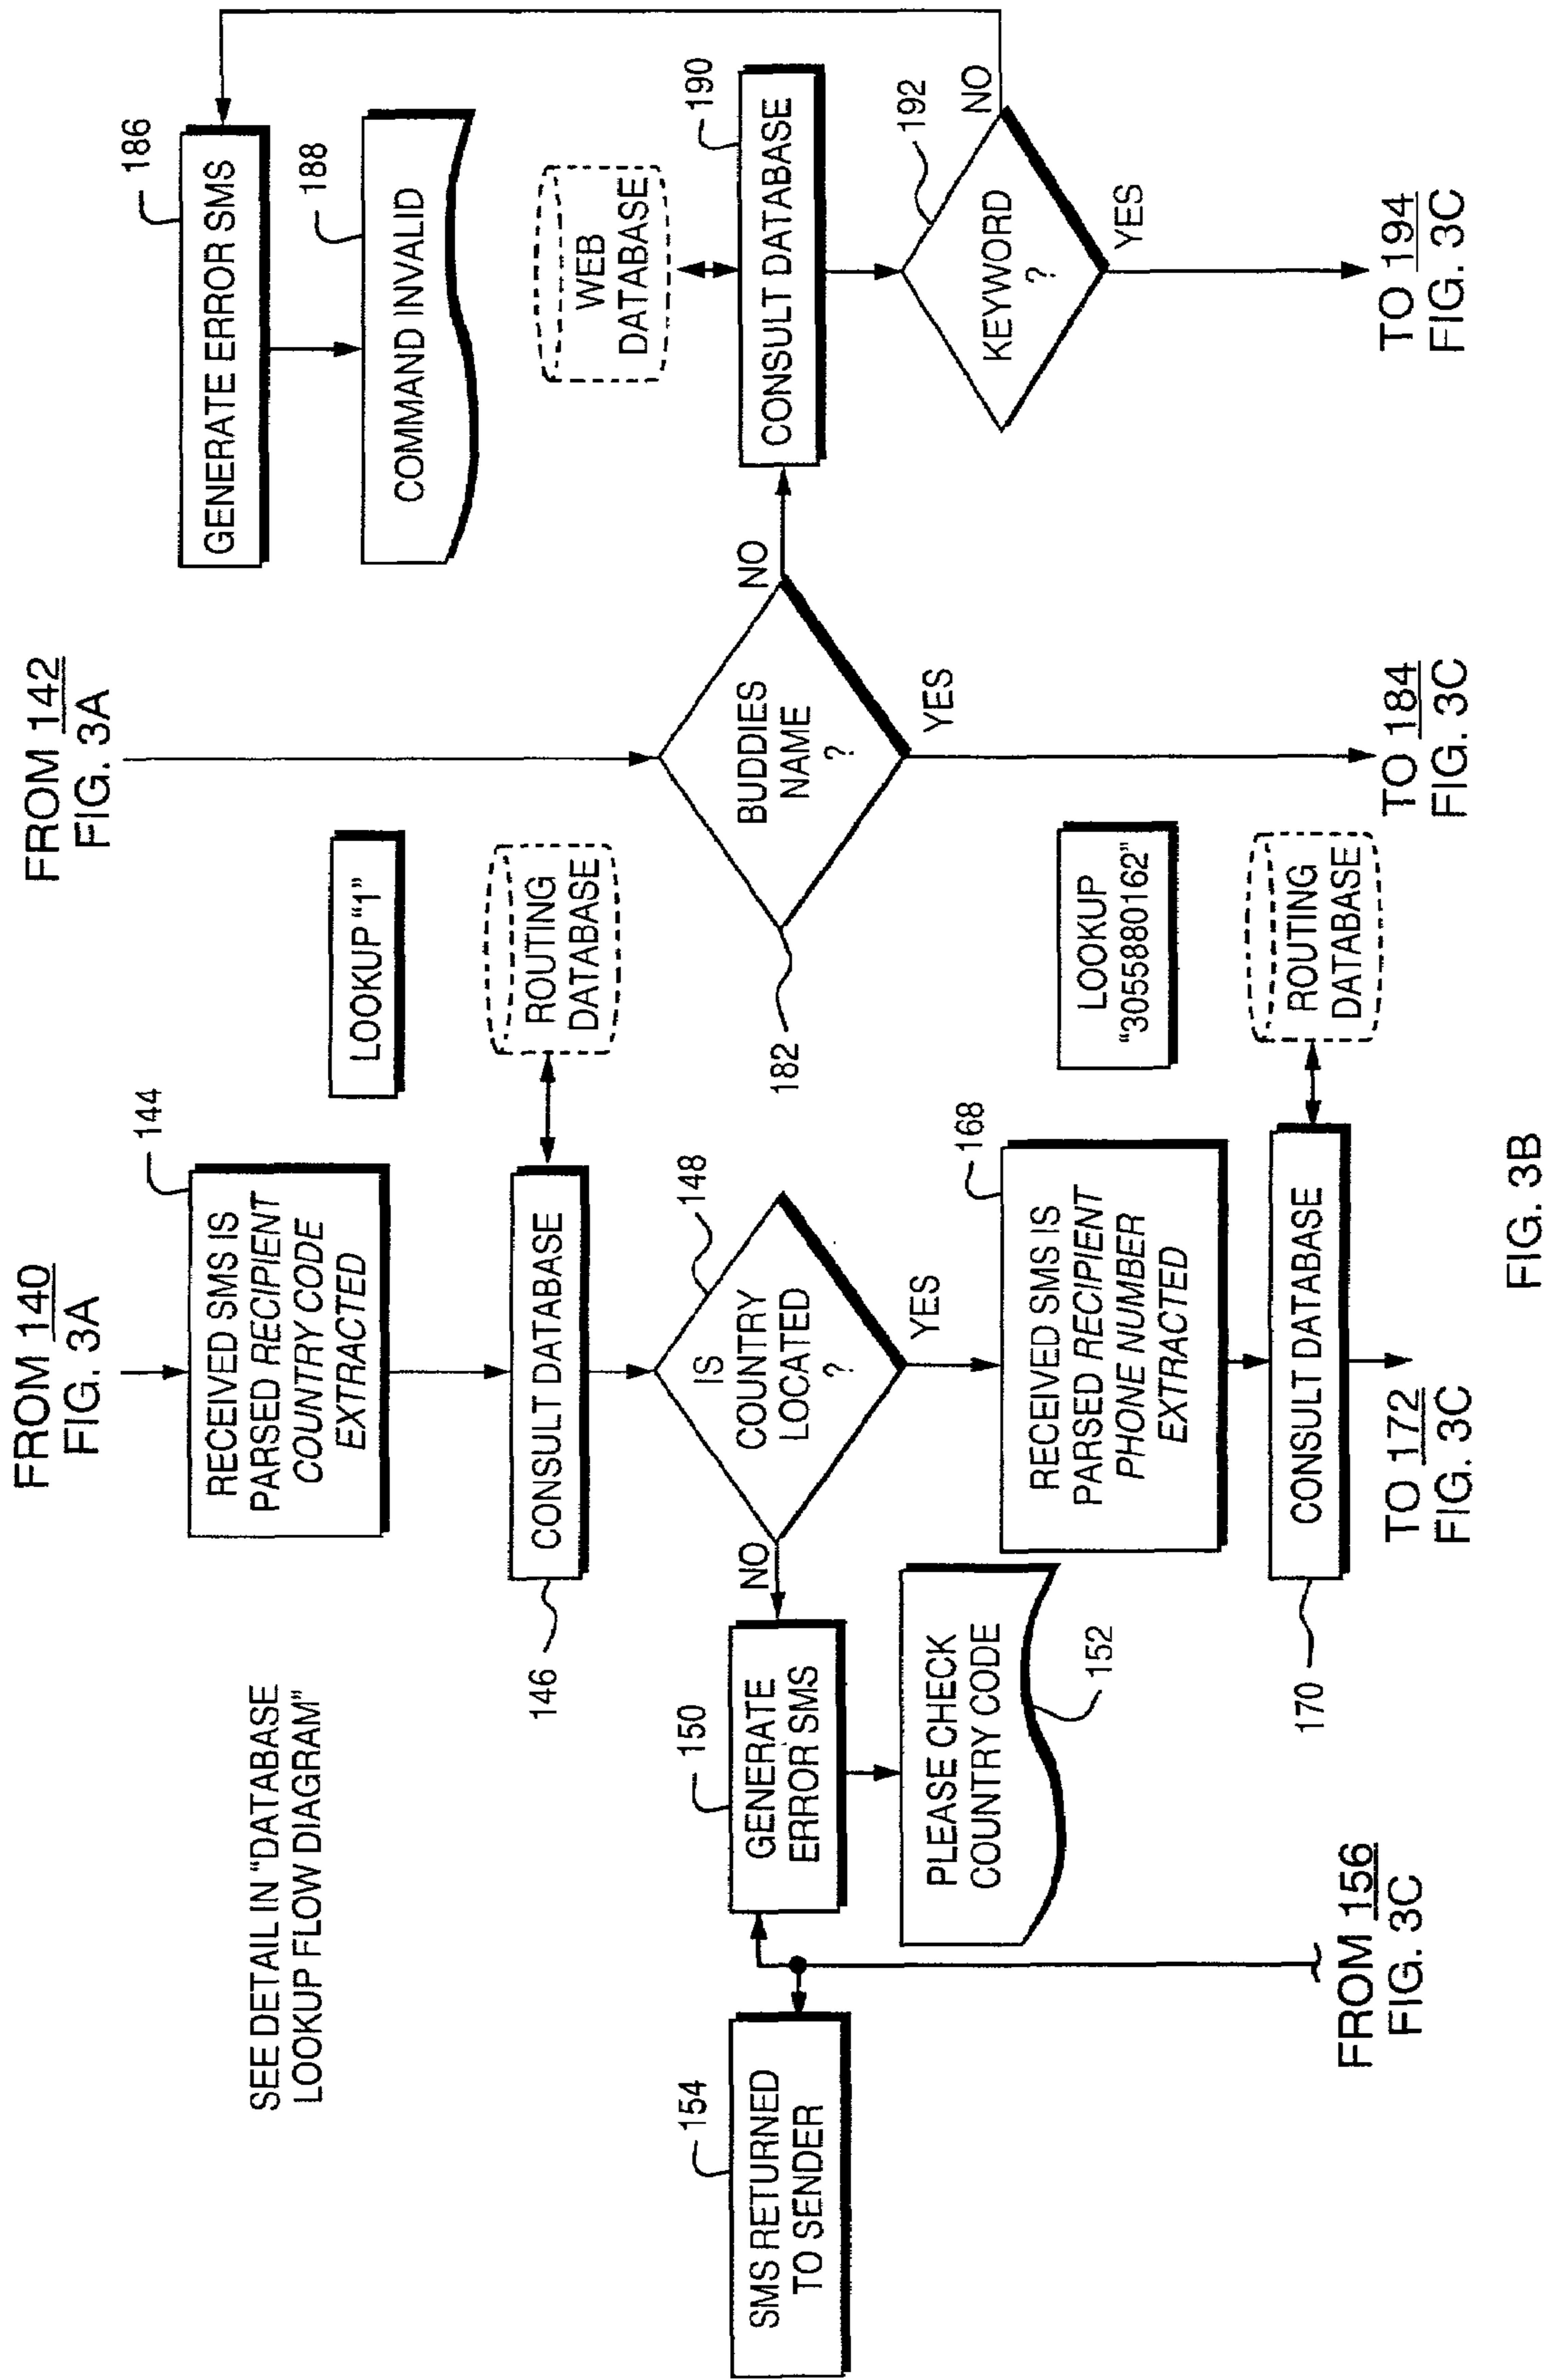 SEE DETAIL IN "DATABASE
LOOKUP FLOW DIAGRAM"
FROM 140
FIG. 3A
144
RECEIVED SMS IS
PARSED RECIPIENT
COUNTRY CODE
EXTRACTED
LOOKUP "1"
146
CONSULT DATABASE
ROUTING
DATABASE
148
IS
COUNTRY
LOCATED
?
NO
YES
150
GENERATE
ERROR SMS
PLEASE CHECK
COUNTRY CODE
152
154
SMS RETURNED
TO SENDER
FROM 156
FIG. 3C
168
RECEIVED SMS IS
PARSED RECIPIENT
PHONE NUMBER
EXTRACTED
LOOKUP
"3055880162"
170
CONSULT DATABASE
ROUTING
DATABASE
TO 172
FIG. 3C
FROM 142
FIG. 3A
182
BUDDIES
NAME
?
NO
YES
TO 184
FIG. 3C
186
GENERATE ERROR SMS
188
COMMAND INVALID
WEB
DATABASE
190
CONSULT DATABASE
192
KEYWORD
?
NO
YES
TO 194
FIG. 3C
FIG. 3B